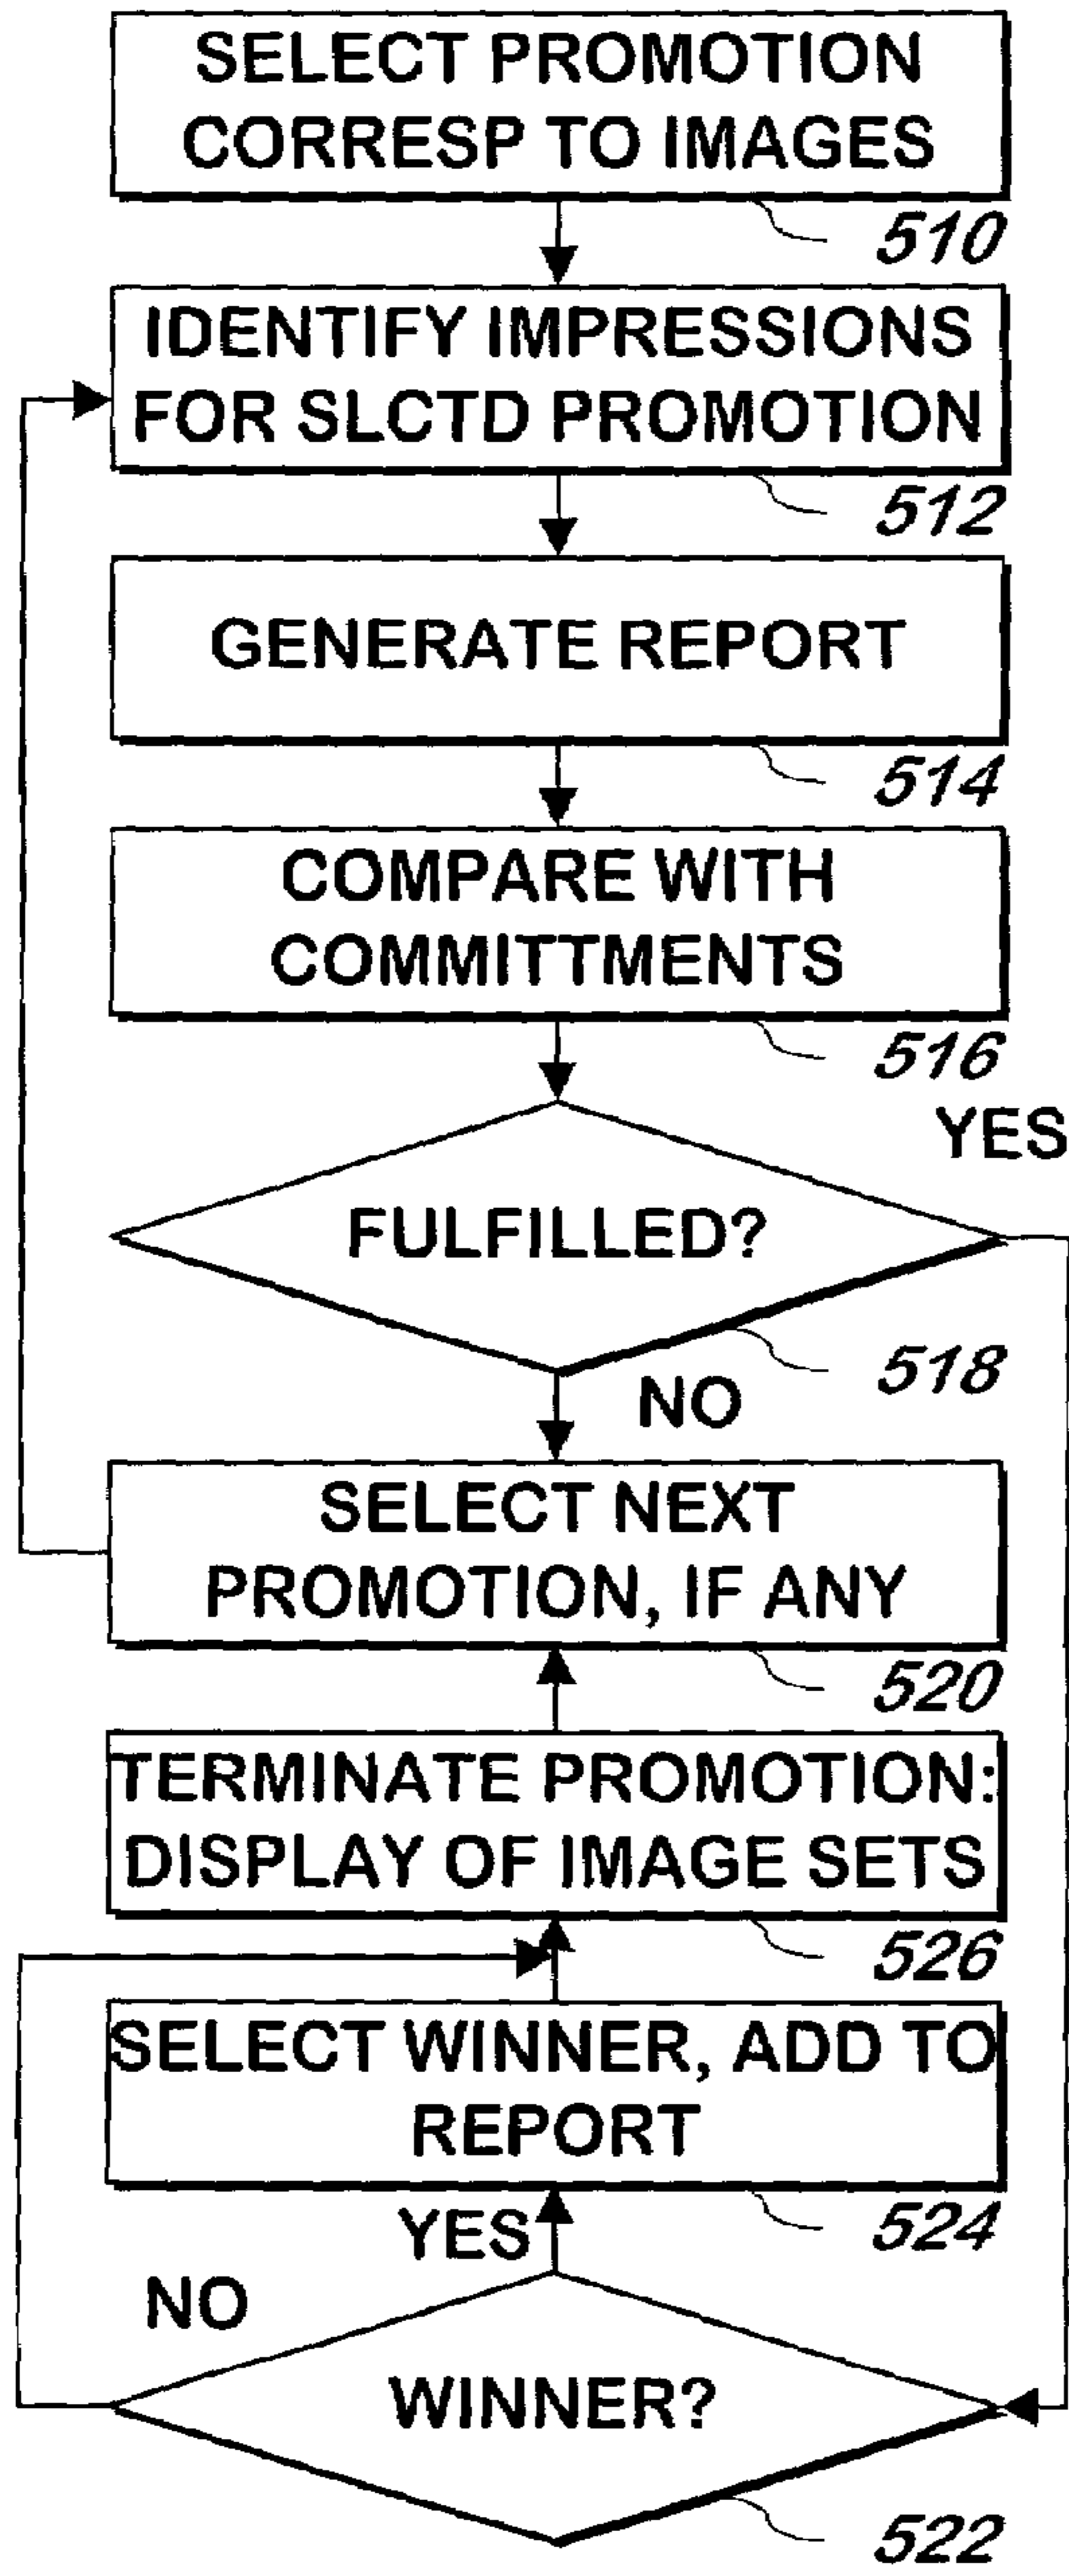 SELECT PROMOTION
CORRESP TO IMAGES
510
IDENTIFY IMPRESSIONS
FOR SLCTD PROMOTION
512
GENERATE REPORT
514
COMPARE WITH
COMMITTMENTS
516
YES
FULFILLED?
518
NO
SELECT NEXT
PROMOTION, IF ANY
520
TERMINATE PROMOTION:
DISPLAY OF IMAGE SETS
526
SELECT WINNER, ADD TO
REPORT
524
YES
NO
WINNER?
522